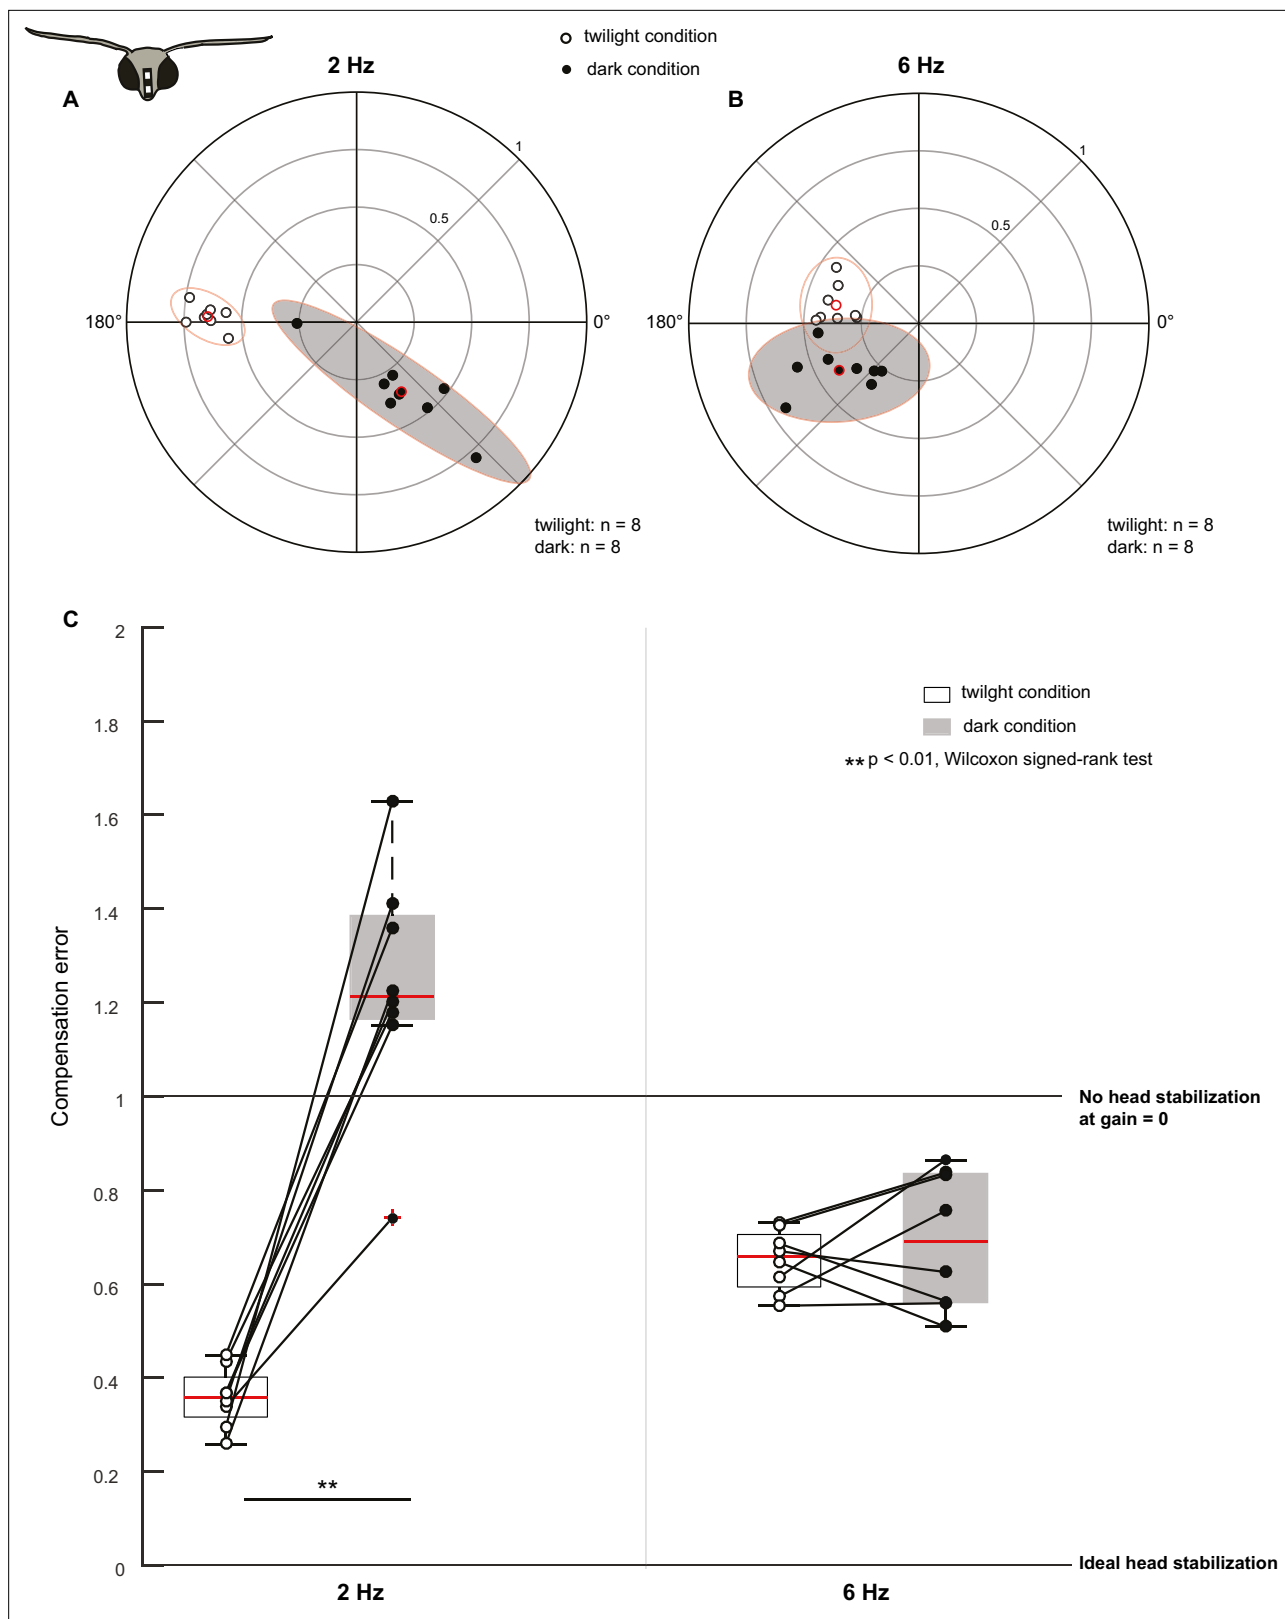 twilight condition
dark condition
2 Hz
6 Hz
A
B
1
0.5
180°
0°
1
0.5
180°
0°
twilight: n = 8
dark: n = 8
twilight: n = 8
dark: n = 8
C
2
1.8
1.6
1.4
1.2
1
0.8
0.6
0.4
0.2
0
Compensation error
twilght condition
dark condition
** p < 0.01, Wilcoxon signed-rank test
No head stabilization
at gain = 0
**
Ideal head stabilization
2 Hz
6 Hz